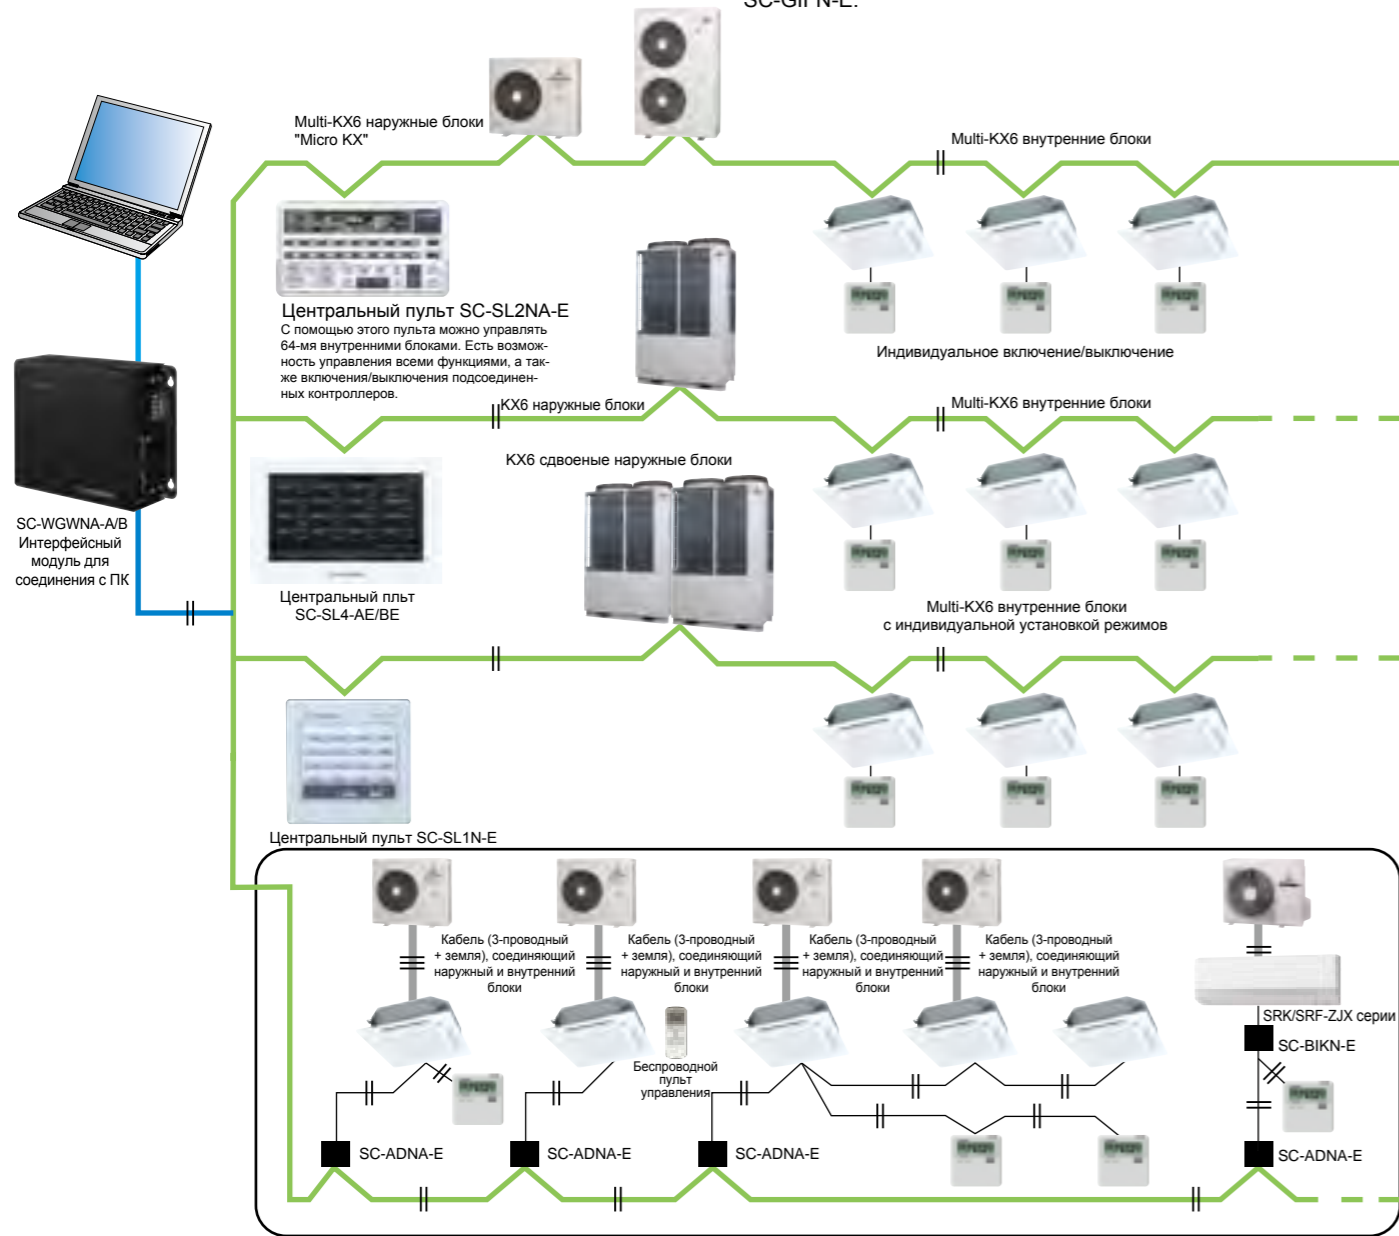 SC-GIFN-E.
Multi-KX6 наружные блоки
"Micro KX"
Multi-KX6 внутренние блоки
Центральный пульт SC-SL2NA-E
С помощью этого пульта можно управлять
64-мя внутренними блоками. Есть возмож-
ность управления всеми функциями, а так-
же включения/выключения подсоединен-
ных контроллеров.
Индивидуальное включение/выключение
KX6 наружные блоки
Multi-KX6 внутренние блоки
KX6 сдвоеные наружные блоки
SC-WGWNA-A/B
Интерфейсный
модуль для
соединения с ПК
Центральный пльт
SC-SL4-AE/BE
Multi-KX6 внутренние блоки
с индивидуальной установкой режимов
Центральный пульт SC-SL1N-E
Кабель (3-проводный
+ земля), соединяющий
наружный и внутренний
блоки
Кабель (3-проводный
+ земля), соединяющий
наружный и внутренний
блоки
Кабель (3-проводный
+ земля), соединяющий
наружный и внутренний
блоки
Кабель (3-проводный
+ земля), соединяющий
наружный и внутренний
блоки
SRK/SRF-ZJX серии
SC-BIKN-E
Беспроводной
пульт
управления
SC-ADNA-E
SC-ADNA-E
SC-ADNA-E
SC-ADNA-E